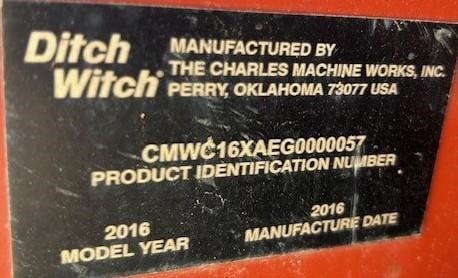 Ditch Witch® MANUFACTURED BY
THE CHARLES MACHINE WORKS, INC.
PERRY, OKLAHOMA 73077 USA
CMWC16XAEG0000057
PRODUCT IDENTIFICATION NUMBER
2016
MODEL YEAR
2016
MANUFACTURE DATE